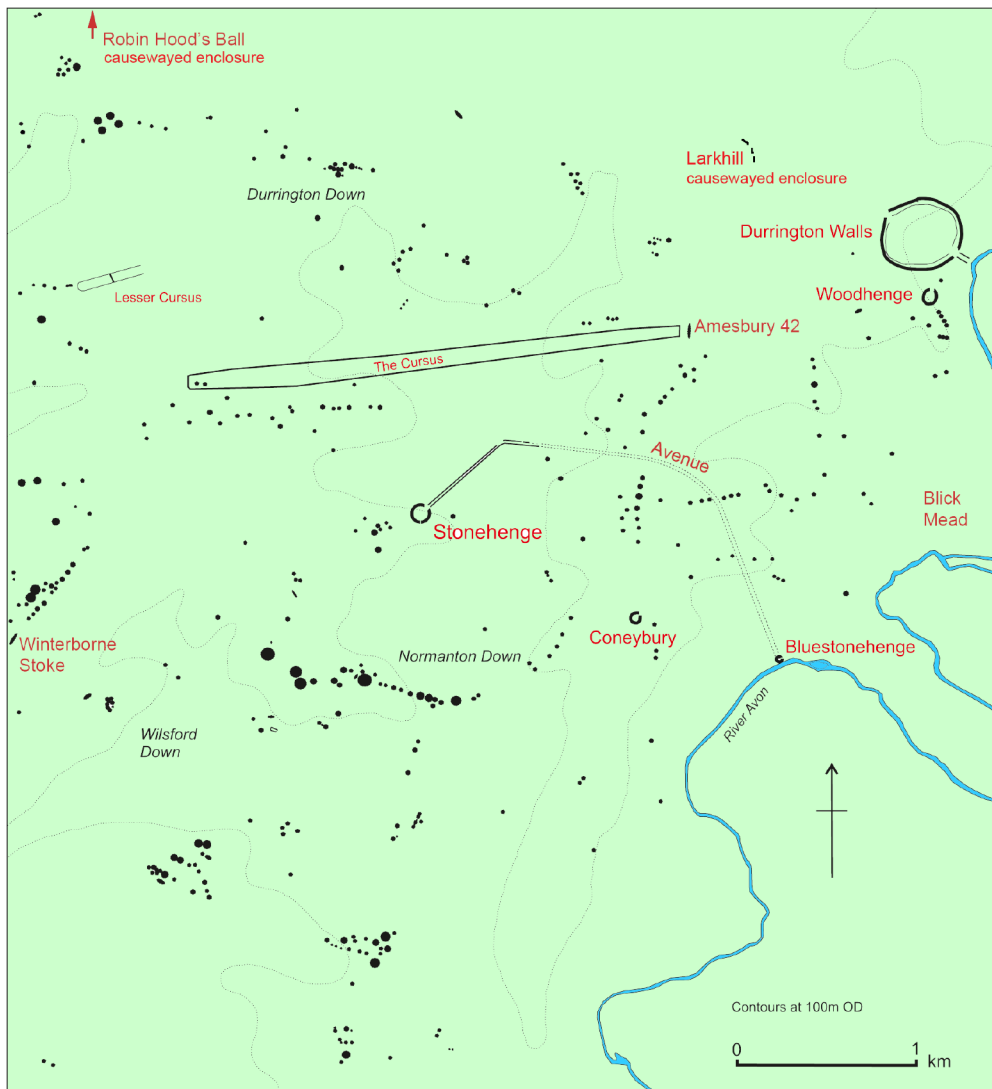 Robin Hood's Ball
causewayed enclosure
Larkhill
causewayed enclosure
Durrington Down
Durrington Walls
Woodhenge
Lesser Cursus
Amesbury 42
The Cursus
Avenue
Blick
Mead
Stonehenge
Coneybury
Winterborne
Stoke
Normanton Down
Bluestonehenge
River Avon
Wilsford
Down
Contours at 100m OD
0
1
km